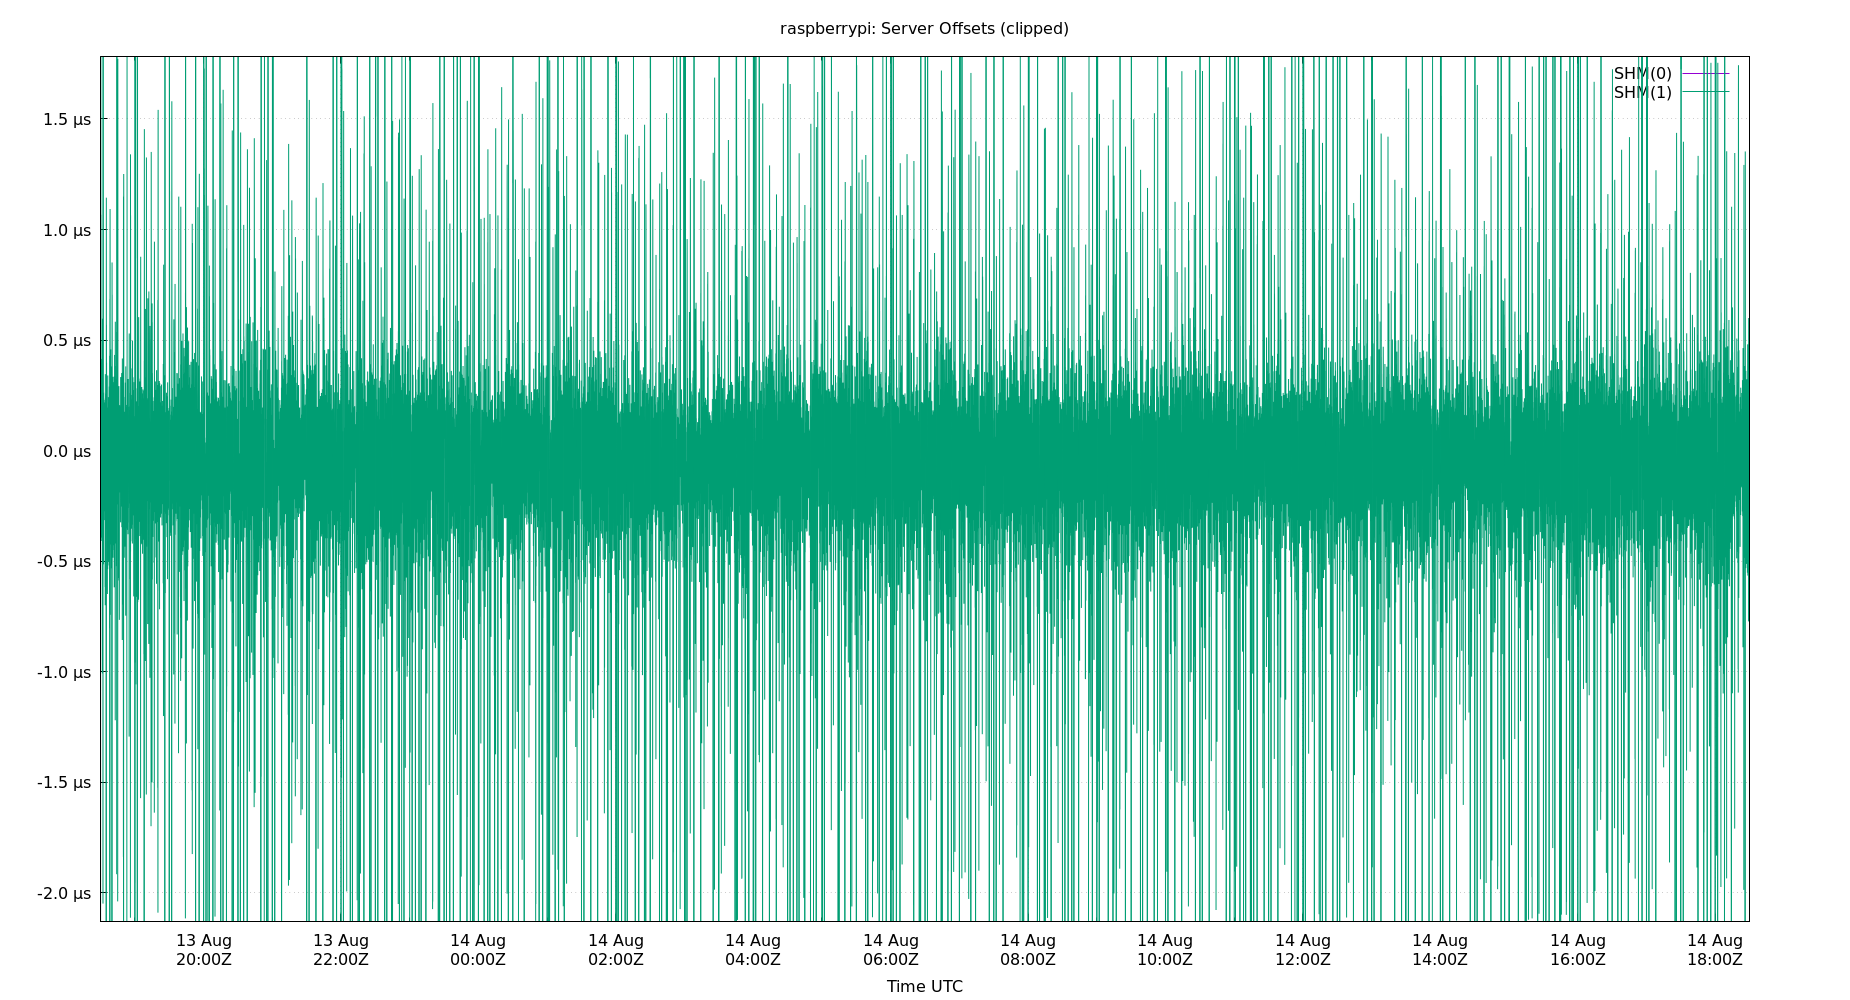 raspberrypi: Server Offsets (clipped)
SHM(0)
SHM(1)
1.5 µs
1.0 µs
0.5 µs
0.0 µs
-0.5 µs
-1.0 µs
-1.5 µs
-2.0 µs
13 Aug 13 Aug 14 Aug 14 Aug 14 Aug 14 Aug 14 Aug 14 Aug 14 Aug 14 Aug 14 Aug 14 Aug
20:00Z 22:00Z 00:00Z 02:00Z 04:00Z 06:00Z 08:00Z 10:00Z 12:00Z 14:00Z 16:00Z 18:00Z
Time UTC